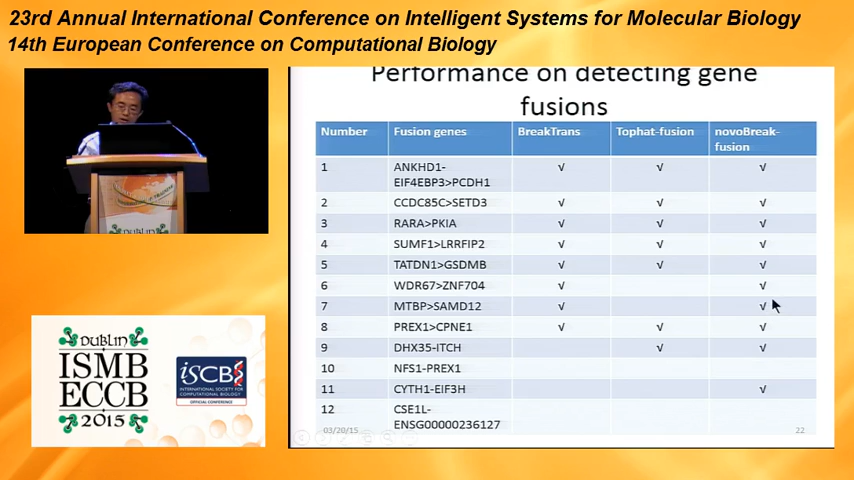 23rd Annual International Conference on Intelligent Systems for Molecular Biology
14th European Conference on Computational Biology
Performance on detecting gene
fusions
Number Fusion genes BreakTrans Tophat-fusion novoBreak-
fusion
1 ANKHD1- √ √ √
EIF4EBP3>PCDH1
2 CCDC85C>SETD3 √ √ √
3 RARA>PKIA √ √ √
4 SUMF1>LRRFIP2 √ √ √
5 TATDN1>GSDMB √ √ √
6 WDR67>ZNF704 √ √
7 MTBP>SAMD12 √ √
8 PREX1>CPNE1 √ √ √
9 DHX35-ITCH √ √
10 NFS1-PREX1
11 CYTH1-EIF3H √
12 CSE1L-
ENSG00000236127
03/20/15 22
DUBLIN
DUBLIN
ISMB
ECCB
2015
ISCB
INTERNATIONAL SOCIETY FOR
COMPUTATIONAL BIOLOGY
OFFICIAL CONFERENCE